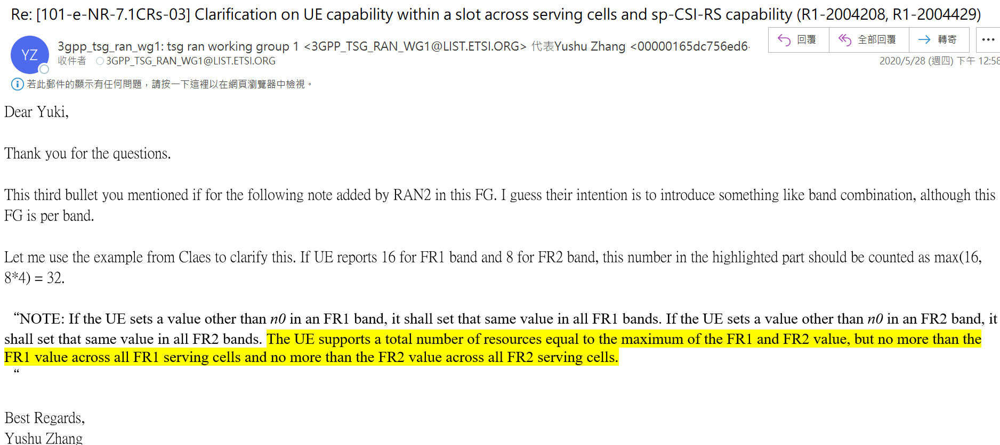 Re: [101-e-NR-7.1CRs-03] Clarification on UE capability within a slot across serving cells and sp-CSI-RS capability (R1-2004208, R1-2004429)
YZ
3gpp_tsg_ran_wg1: tsg ran working group 1 <3GPP_TSG_RAN_WG1@LIST.ETSI.ORG> 代表Yushu Zhang <00000165dc756ed6-
回覆
全部回覆
轉寄
收件者 3GPP_TSG_RAN_WG1@LIST.ETSI.ORG
2020/5/28 (週四) 下午 12:58
若此郵件的顯示有任何問題，請按一下這裡以在網頁瀏覽器中檢視。
Dear Yuki,
Thank you for the questions.
This third bullet you mentioned if for the following note added by RAN2 in this FG. I guess their intention is to introduce something like band combination, although this
FG is per band.
Let me use the example from Claes to clarify this. If UE reports 16 for FR1 band and 8 for FR2 band, this number in the highlighted part should be counted as max(16,
8*4) = 32.
“NOTE: If the UE sets a value other than n0 in an FR1 band, it shall set that same value in all FR1 bands. If the UE sets a value other than n0 in an FR2 band, it
shall set that same value in all FR2 bands. The UE supports a total number of resources equal to the maximum of the FR1 and FR2 value, but no more than the
FR1 value across all FR1 serving cells and no more than the FR2 value across all FR2 serving cells.
“
Best Regards,
Yushu Zhang